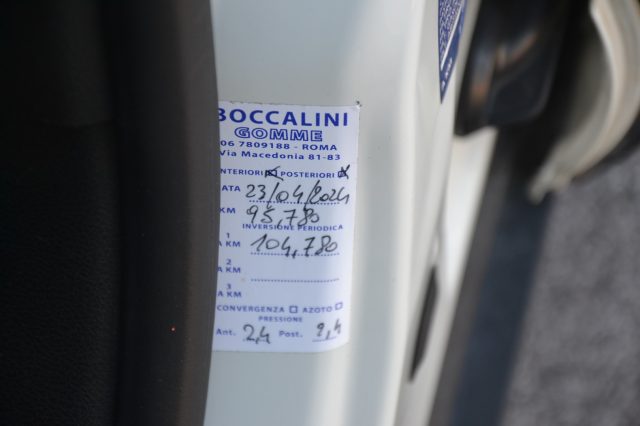 BOCCALINI
GOMME
06 7809188 - ROMA
Via Macedonia 81-83
NTERIORI POSTERIORI
ATA 23/04/2024
KM 95,780
INVERSIONE PERIODICA
1
A KM 104,780
2
A KM
3
A KM
CONVERGENZA AZOTO
PRESSIONE
Ant. 2,4 Post. 2,4